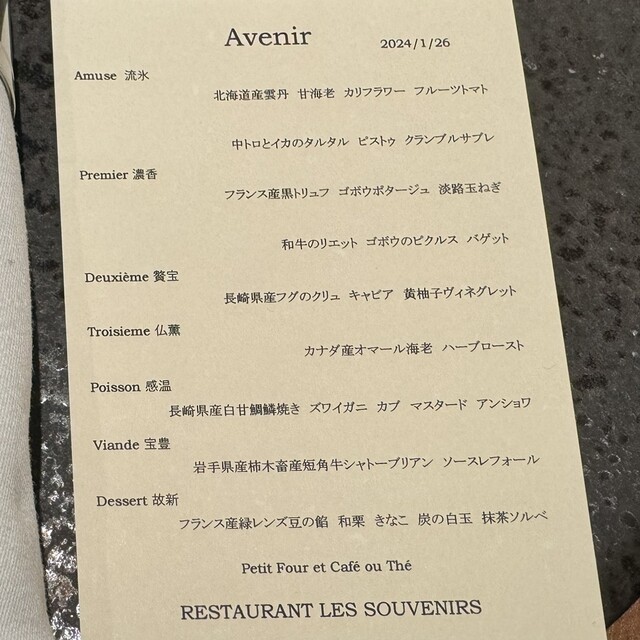 Avenir 2024/1/26
Amuse 流氷
北海道産雲丹 甘海老 カリフラワー フルーツトマト
中トロとイカのタルタル ピストゥ クランブルサブレ
Premier 濃香
フランス産黒トリュフ ゴボウポタージュ 淡路玉ねぎ
和牛のリエット ゴボウのピクルス バゲット
Deuxième 贅宝
長崎県産フグのクリュ キャビア 黄柚子ヴィネグレット
Troisieme 仏薫
カナダ産オマール海老 ハーブロースト
Poisson 感温
長崎県産白甘鯛鱗焼き ズワイガニ カブ マスタード アンショワ
Viande 宝豊
岩手県産柿木畜産短角牛シャトーブリアン ソースレフォール
Dessert 故新
フランス産緑レンズ豆の餡 和栗 きなこ 炭の白玉 抹茶ソルベ
Petit Four et Café ou Thé
RESTAURANT LES SOUVENIRS